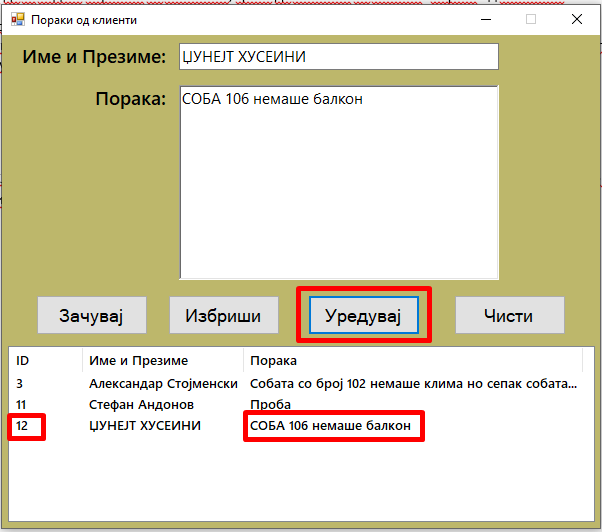 Пораки од клиенти
Име и Презиме: ЏУНЕЈТ ХУСЕИНИ
Порака: СОБА 106 немаше балкон
Зачувај Избриши Уредувај Чисти
ID Име и Презиме Порака
3 Александар Стојменски Собата со број 102 немаше клима но сепак собата...
11 Стефан Андонов Проба
12 ЏУНЕЈТ ХУСЕИНИ СОБА 106 немаше балкон